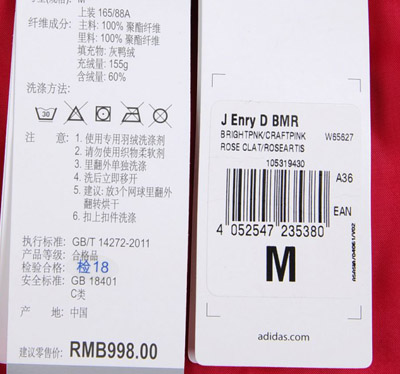 M
上装 165/88A
纤维成分: 主料: 100% 聚酯纤维
里料: 100% 聚酯纤维
填充物: 灰鸭绒
充绒量: 155g
含绒量: 60%
洗涤方法:
30
注意: 1. 使用专用羽绒洗涤剂
2. 请勿使用织物柔软剂
3. 里翻外单独洗涤
4. 洗后立即移开
5. 建议: 放3个网球里翻外
翻转烘干
6. 扣上扣件洗涤
执行标准: GB/T 14272-2011
产品等级: 合格品
检验合格: 检18
安全标准: GB 18401
C类
产 地: 中国
建议零售价: RMB998.00
J Enry D BMR
BRIGHTPNK/CRAFTPINK W65627
ROSE CLAT/ROSEARTIS
105319430
A36
EAN
4 052547 235380
M
adidas.com